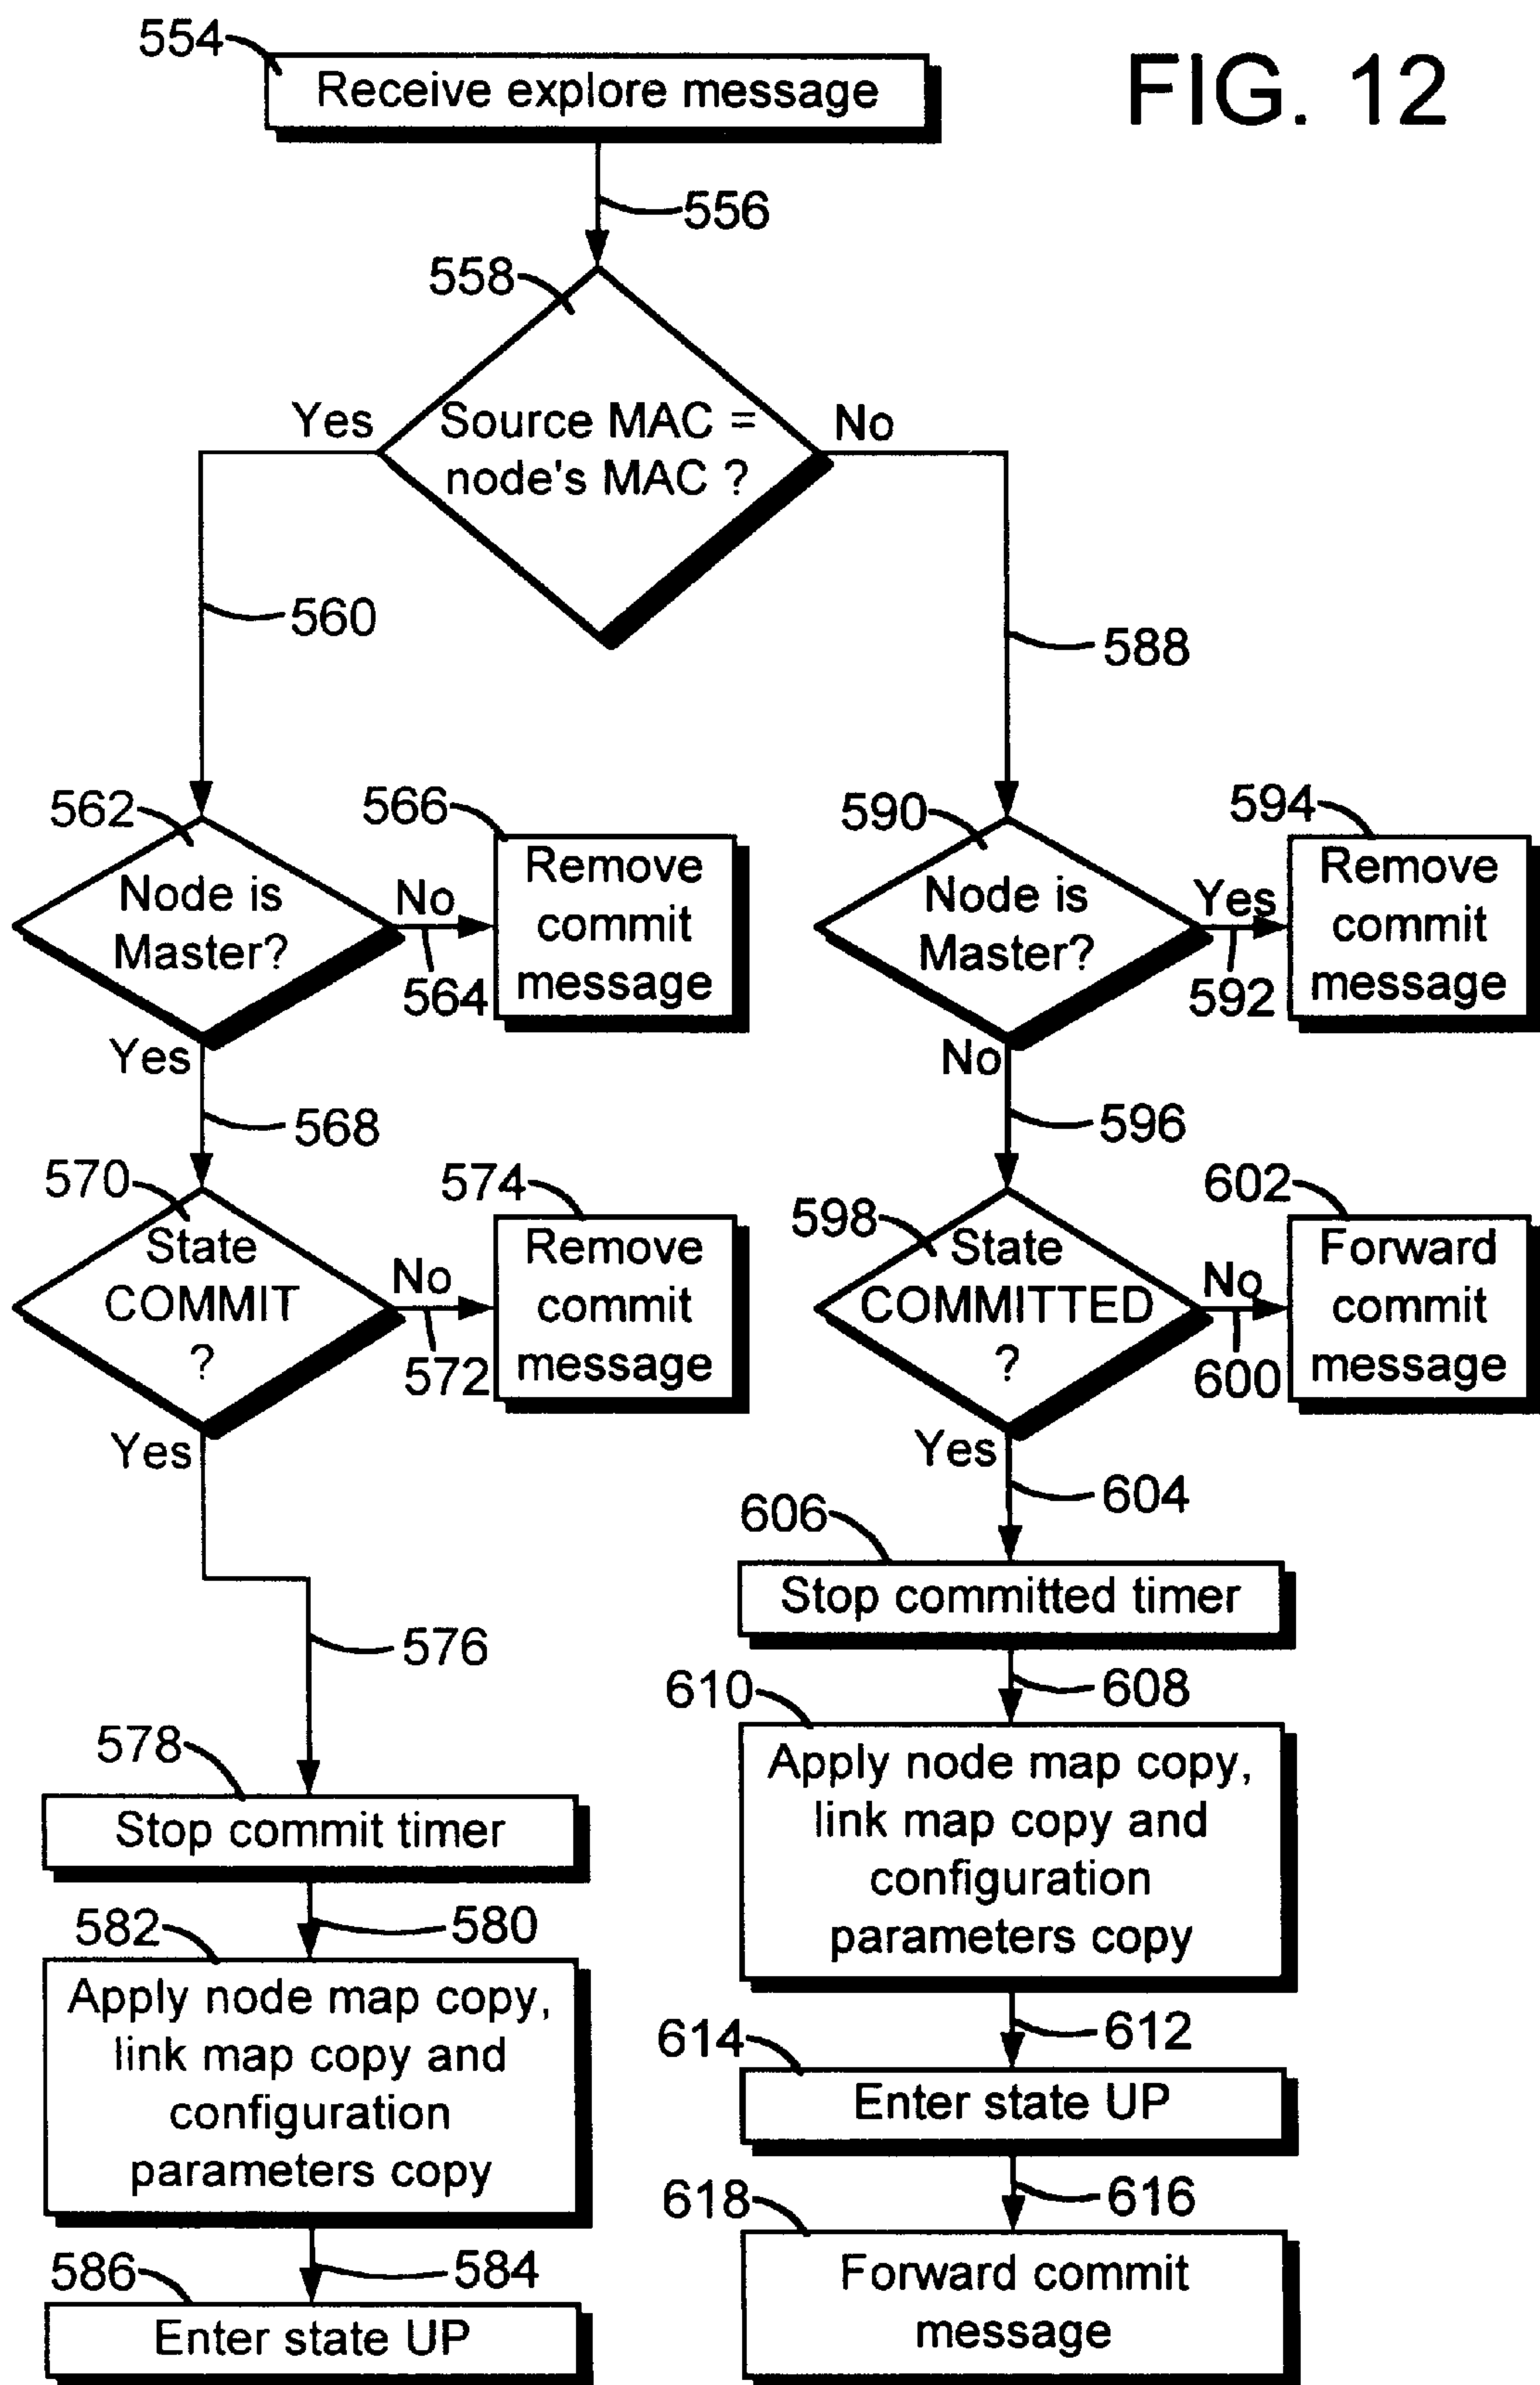 FIG. 12
554
Receive explore message
556
558
Source MAC =
node's MAC ?
Yes
No
560
588
562
Node is
Master?
No
564
566
Remove
commit
message
590
Node is
Master?
Yes
592
594
Remove
commit
message
Yes
568
No
596
570
State
COMMIT
?
No
572
574
Remove
commit
message
598
State
COMMITTED
?
No
600
602
Forward
commit
message
Yes
576
578
Stop commit timer
580
582
Apply node map copy,
link map copy and
configuration
parameters copy
584
586
Enter state UP
Yes
604
606
Stop committed timer
608
610
Apply node map copy,
link map copy and
configuration
parameters copy
612
614
Enter state UP
616
618
Forward commit
message